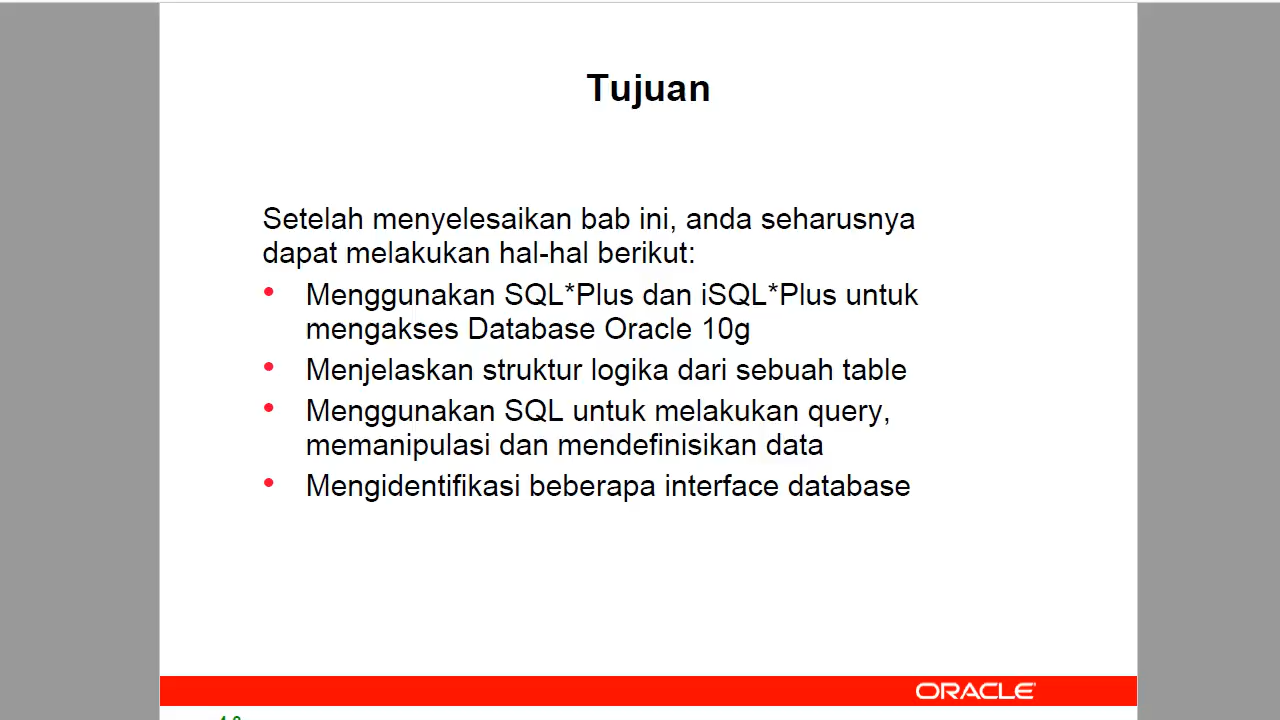 Tujuan
Setelah menyelesaikan bab ini, anda seharusnya
dapat melakukan hal-hal berikut:
• Menggunakan SQL*Plus dan iSQL*Plus untuk
mengakses Database Oracle 10g
• Menjelaskan struktur logika dari sebuah table
• Menggunakan SQL untuk melakukan query,
memanipulasi dan mendefinisikan data
• Mengidentifikasi beberapa interface database
ORACLE